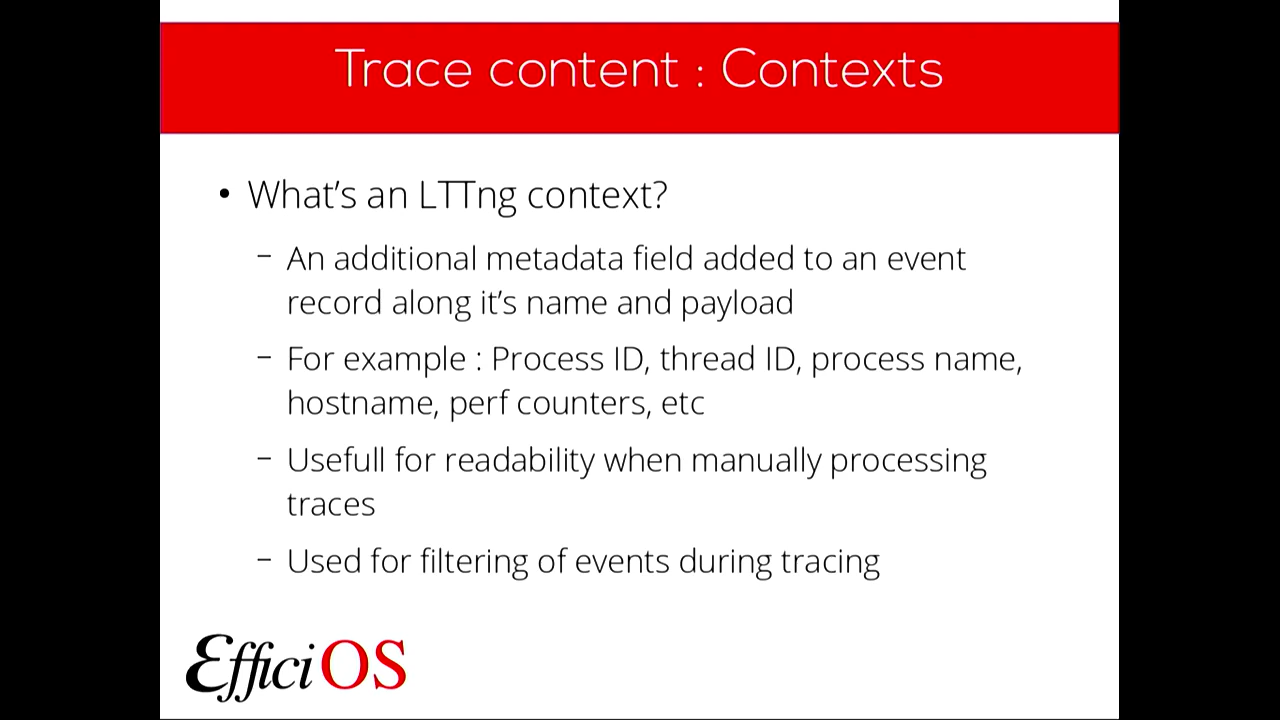 Trace content : Contexts
• What's an LTTng context?
– An additional metadata field added to an event
record along it's name and payload
– For example : Process ID, thread ID, process name,
hostname, perf counters, etc
– Usefull for readability when manually processing
traces
– Used for filtering of events during tracing
EfficiOS